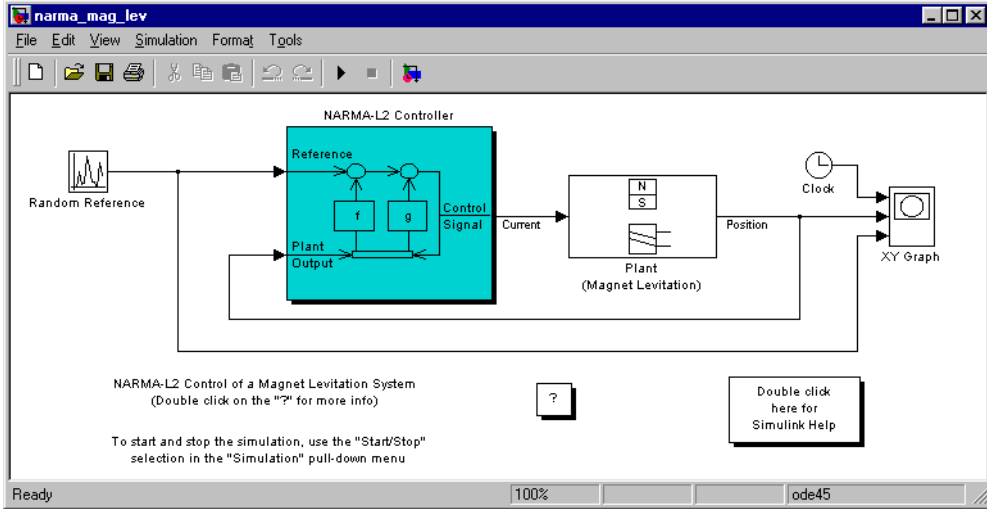 narma_mag_lev
File Edit View Simulation Format Tools
NARMA-L2 Controller
Random Reference
Reference
f
g
Control
Signal
Plant
Output
Current
N
S
Plant
(Magnet Levitation)
Position
Clock
XY Graph
NARMA-L2 Control of a Magnet Levitation System
(Double click on the "?" for more info)
To start and stop the simulation, use the "Start/Stop"
selection in the "Simulation" pull-down menu
?
Double click
here for
Simulink Help
Ready
100%
ode45